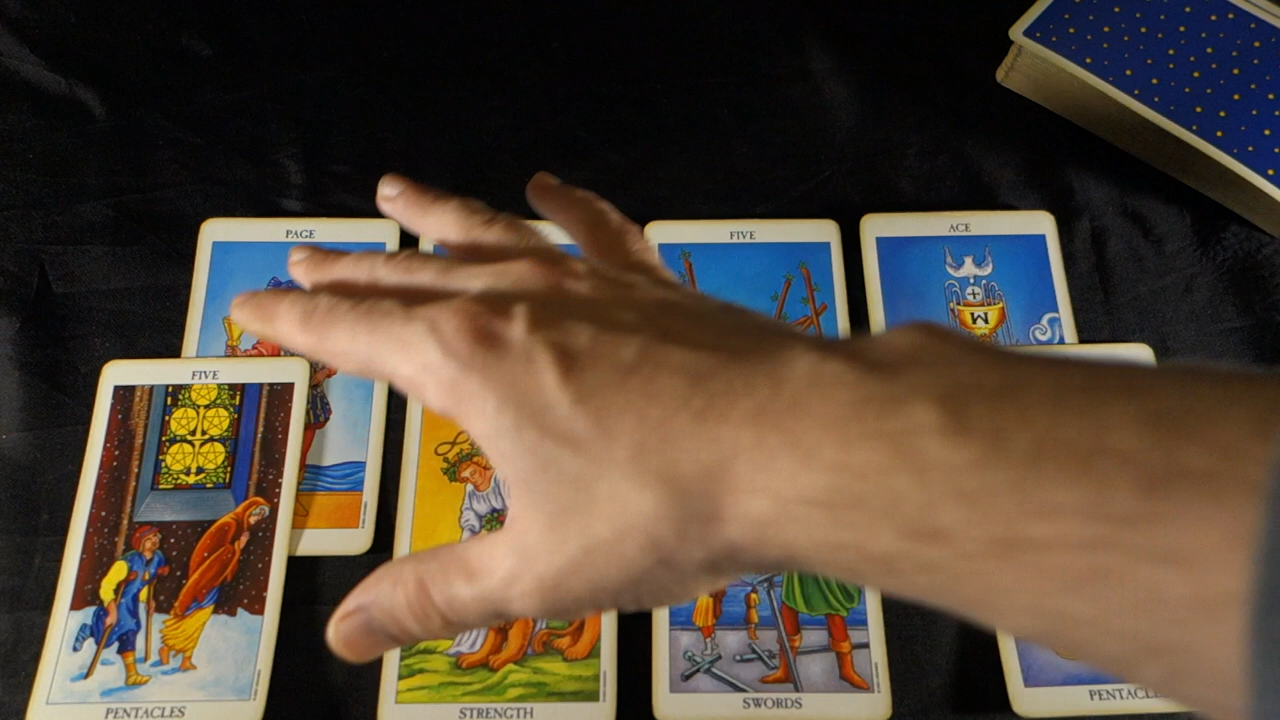 PAGE
FIVE
ACE
M
FIVE
PENTACLES
STRENGTH
SWORDS
PENTACLES